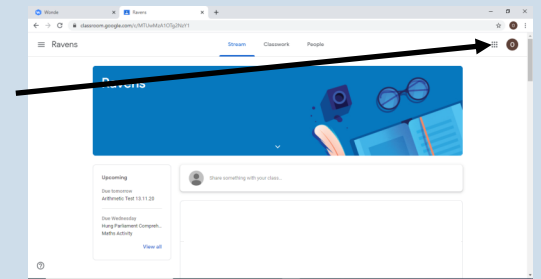 Wonde
Ravens
classroom.google.com/c/MTUwMzA1OTg2NzY1
Ravens
Stream
Classwork
People
O
Ravens
Upcoming
Due tomorrow
Arithmetic Test 13.11.20
Due Wednesday
Hung Parliament Compreh...
Maths Activity
View all
Share something with your class...